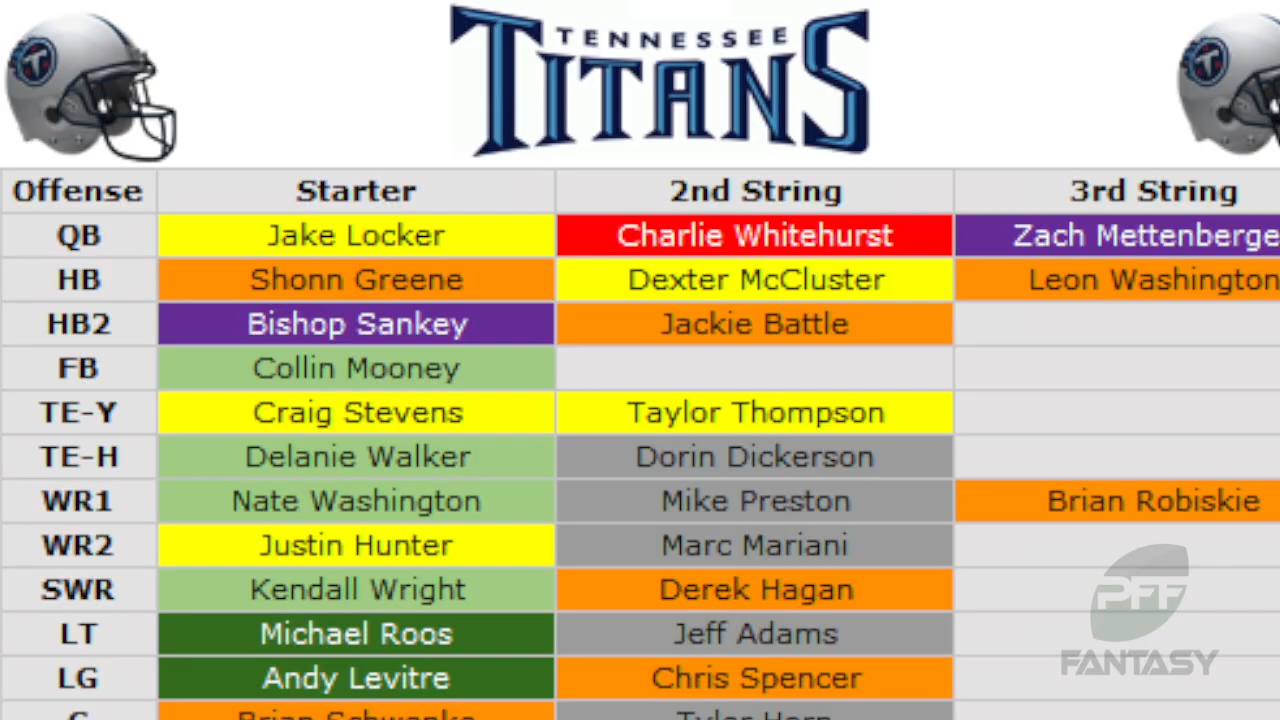 TENNESSEE
TITANS
Offense Starter 2nd String 3rd String
QB Jake Locker Charlie Whitehurst Zach Mettenberge
HB Shonn Greene Dexter McCluster Leon Washington
HB2 Bishop Sankey Jackie Battle
FB Collin Mooney
TE-Y Craig Stevens Taylor Thompson
TE-H Delanie Walker Dorin Dickerson
WR1 Nate Washington Mike Preston Brian Robiskie
WR2 Justin Hunter Marc Mariani
SWR Kendall Wright Derek Hagan
LT Michael Roos Jeff Adams
LG Andy Levitre Chris Spencer
PFF
FANTASY